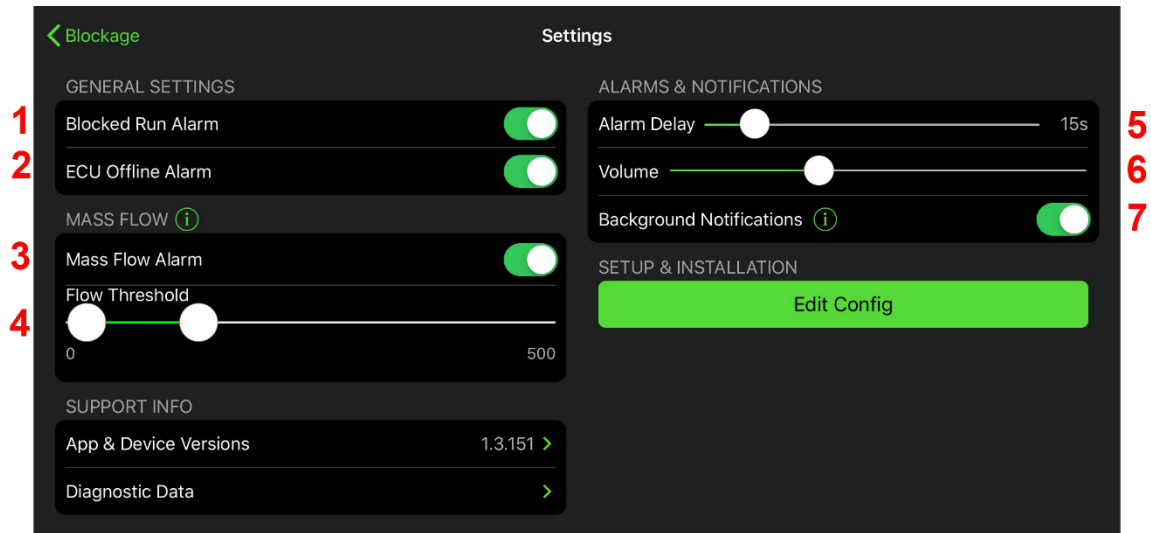 Blockage
Settings
GENERAL SETTINGS
1 Blocked Run Alarm
2 ECU Offline Alarm
MASS FLOW i
3 Mass Flow Alarm
Flow Threshold
4
0 500
SUPPORT INFO
App & Device Versions 1.3.151
Diagnostic Data
ALARMS & NOTIFICATIONS
Alarm Delay 15s 5
Volume 6
Background Notifications i 7
SETUP & INSTALLATION
Edit Config